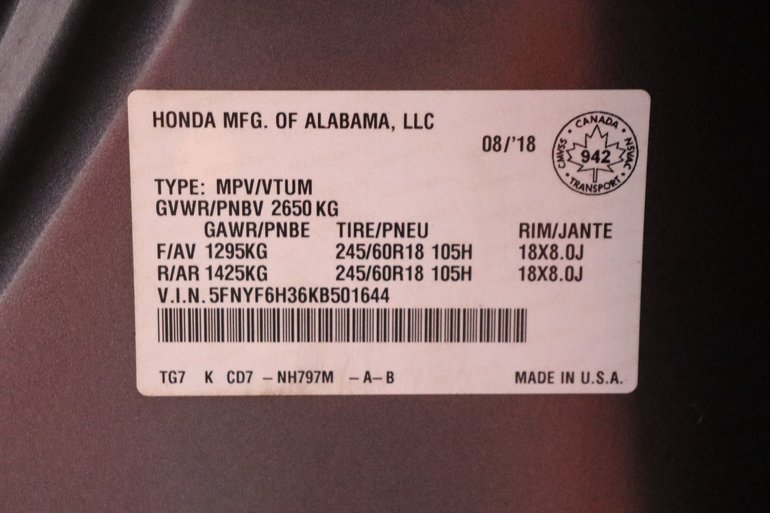 HONDA MFG. OF ALABAMA, LLC
08/'18
CANADA
CMVSS 942 NSVAC
TRANSPORT
TYPE: MPV/VTUM
GVWR/PNBV 2650 KG
GAWR/PNBE TIRE/PNEU RIM/JANTE
F/AV 1295KG 245/60R18 105H 18X8.0J
R/AR 1425KG 245/60R18 105H 18X8.0J
V.I.N. 5FNYF6H36KB501644
TG7 K CD7 -NH797M -A-B MADE IN U.S.A.